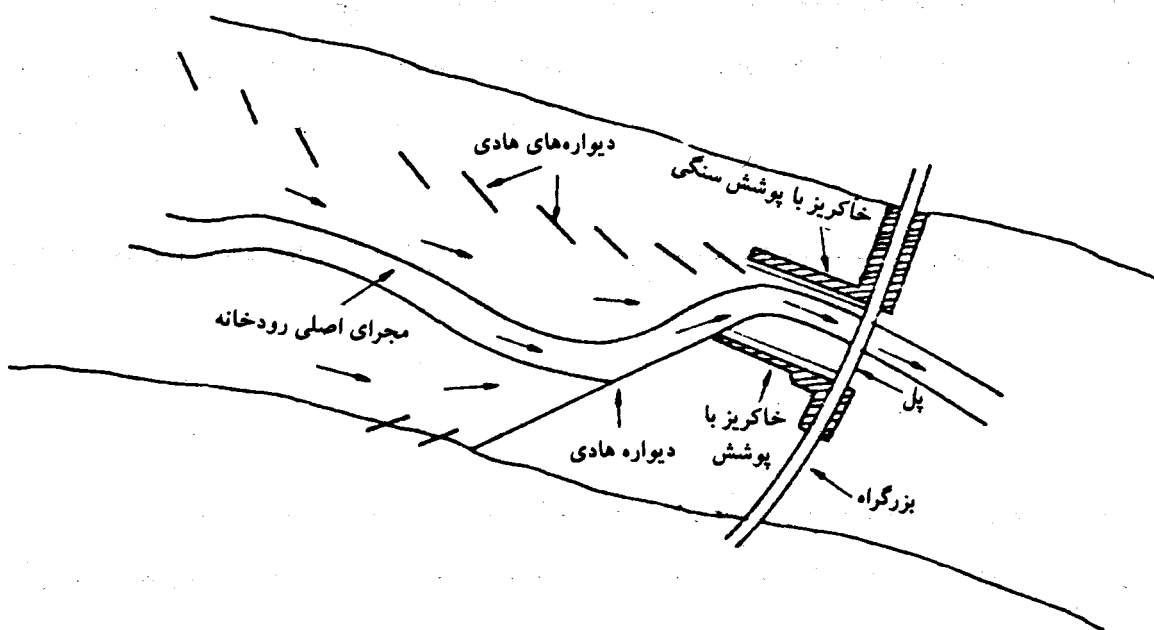 دیواره‌های هادی
خاکریز با پوشش سنگی
مجرای اصلی رودخانه
پل
خاکریز با
پوشش
دیواره هادی
بزرگراه